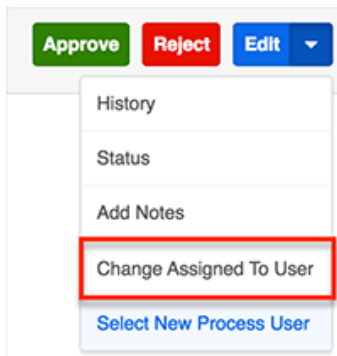 Approve Reject Edit
History
Status
Add Notes
Change Assigned To User
Select New Process User